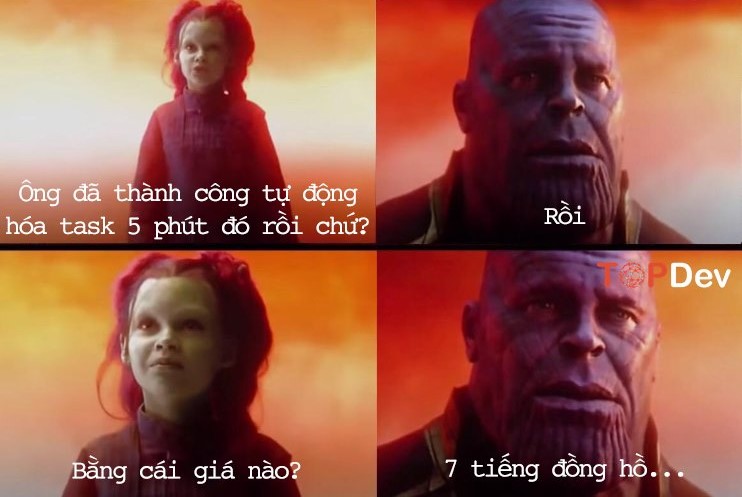 Ông đã thành công tự động
hóa task 5 phút đó rồi chứ?
Rồi
TOPDev
Bằng cái giá nào?
7 tiếng đồng hồ...